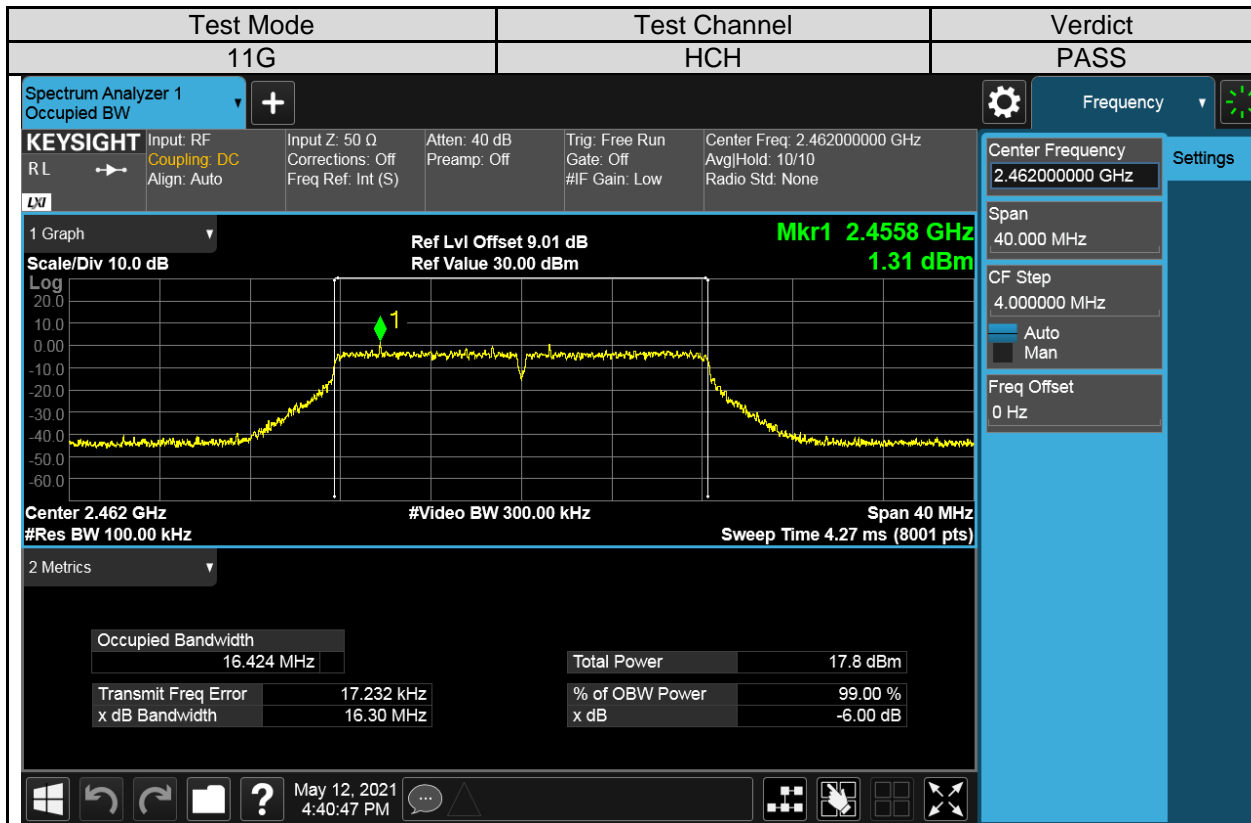 Test Mode Test Channel Verdict
11G HCH PASS
Spectrum Analyzer 1
Occupied BW
Frequency
KEYSIGHT
RL
LXI
Input: RF
Coupling: DC
Align: Auto
Input Z: 50 Ω
Corrections: Off
Freq Ref: Int (S)
Atten: 40 dB
Preamp: Off
Trig: Free Run
Gate: Off
#IF Gain: Low
Center Freq: 2.462000000 GHz
Avg|Hold: 10/10
Radio Std: None
Center Frequency
2.462000000 GHz
Settings
Span
40.000 MHz
CF Step
4.000000 MHz
Auto
Man
Freq Offset
0 Hz
1 Graph
Scale/Div 10.0 dB
Ref Lvl Offset 9.01 dB
Ref Value 30.00 dBm
Mkr1 2.4558 GHz
1.31 dBm
Log
20.0
10.0
0.00
-10.0
-20.0
-30.0
-40.0
-50.0
-60.0
1
Center 2.462 GHz
#Res BW 100.00 kHz
#Video BW 300.00 kHz
Span 40 MHz
Sweep Time 4.27 ms (8001 pts)
2 Metrics
Occupied Bandwidth
16.424 MHz
Total Power 17.8 dBm
Transmit Freq Error 17.232 kHz
% of OBW Power 99.00 %
x dB Bandwidth 16.30 MHz
x dB -6.00 dB
?
May 12, 2021
4:40:47 PM